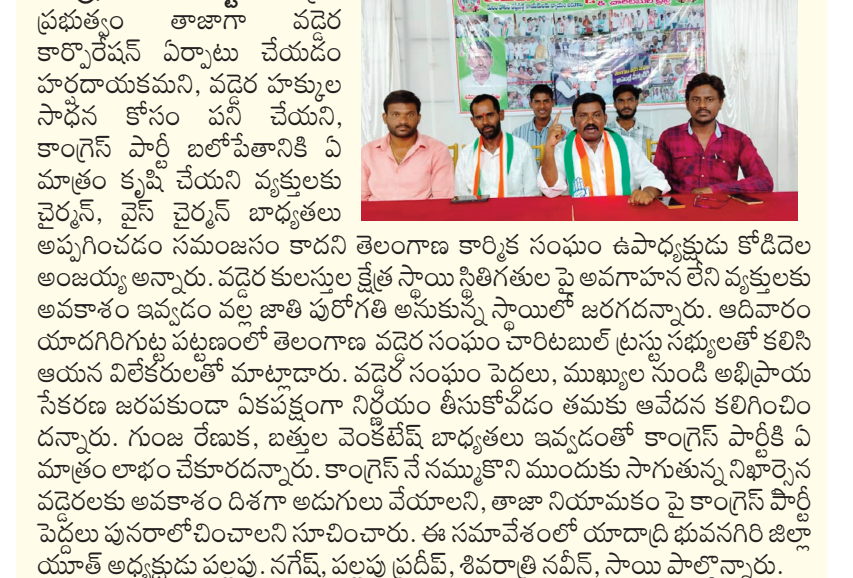 ప్రభుత్వం తాజాగా వడ్డెర
కార్పొరేషన్ ఏర్పాటు చేయడం
హర్షదాయకమని, వడ్డెర హక్కుల
సాధన కోసం పని చేయని,
కాంగ్రెస్ పార్టీ బలోపేతానికి ఏ
మాత్రం కృషి చేయని వ్యక్తులకు
చైర్మన్, వైస్ చైర్మన్ బాధ్యతలు
అప్పగించడం సమంజసం కాదని తెలంగాణ కార్మిక సంఘం ఉపాధ్యక్షుడు కోడిదెల
అంజయ్య అన్నారు. వడ్డెర కులస్తుల క్షేత్ర స్థాయి స్థితిగతుల పై అవగాహన లేని వ్యక్తులకు
అవకాశం ఇవ్వడం వల్ల జాతి పురోగతి అనుకున్న స్థాయిలో జరగదన్నారు. ఆదివారం
యాదగిరిగుట్ట పట్టణంలో తెలంగాణ వడ్డెర సంఘం చారిటబుల్ ట్రస్టు సభ్యులతో కలిసి
ఆయన విలేకరులతో మాట్లాడారు. వడ్డెర సంఘం పెద్దలు, ముఖ్యుల నుండి అభిప్రాయ
సేకరణ జరపకుండా ఏకపక్షంగా నిర్ణయం తీసుకోవడం తమకు ఆవేదన కలిగించిం
దన్నారు. గుంజ రేణుక, బత్తుల వెంకటేష్ బాధ్యతలు ఇవ్వడంతో కాంగ్రెస్ పార్టీకి ఏ
మాత్రం లాభం చేకూరదన్నారు. కాంగ్రెస్ నే నమ్ముకొని ముందుకు సాగుతున్న నిఖార్సైన
వడ్డెరలకు అవకాశం దిశగా అడుగులు వేయాలని, తాజా నియామకం పై కాంగ్రెస్ పార్టీ
పెద్దలు పునరాలోచించాలని సూచించారు. ఈ సమావేశంలో యాదాద్రి భువనగిరి జిల్లా
యూత్ అధ్యక్షుడు పల్లపు. నగేష్, పల్లపు ప్రదీప్, శివరాత్రి నవీన్, సాయి పాల్గొన్నారు.